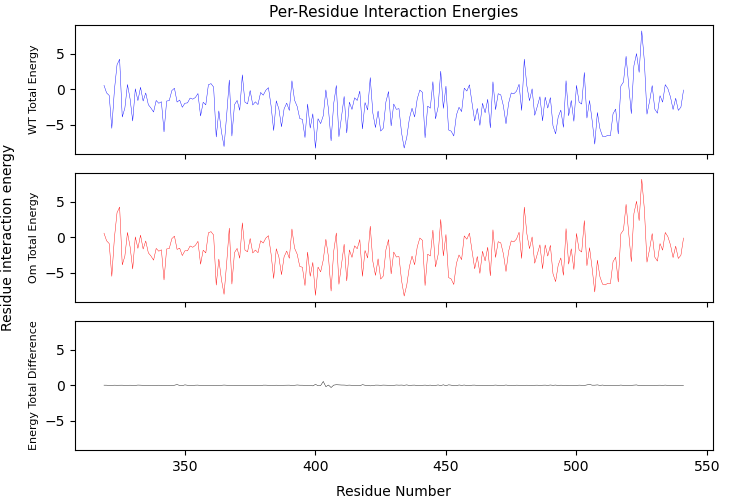 Per-Residue Interaction Energies
Residue interaction energy
WT Total Energy
5
0
−5
Om Total Energy
5
0
−5
Energy Total Difference
5
0
−5
350 400 450 500 550
Residue Number